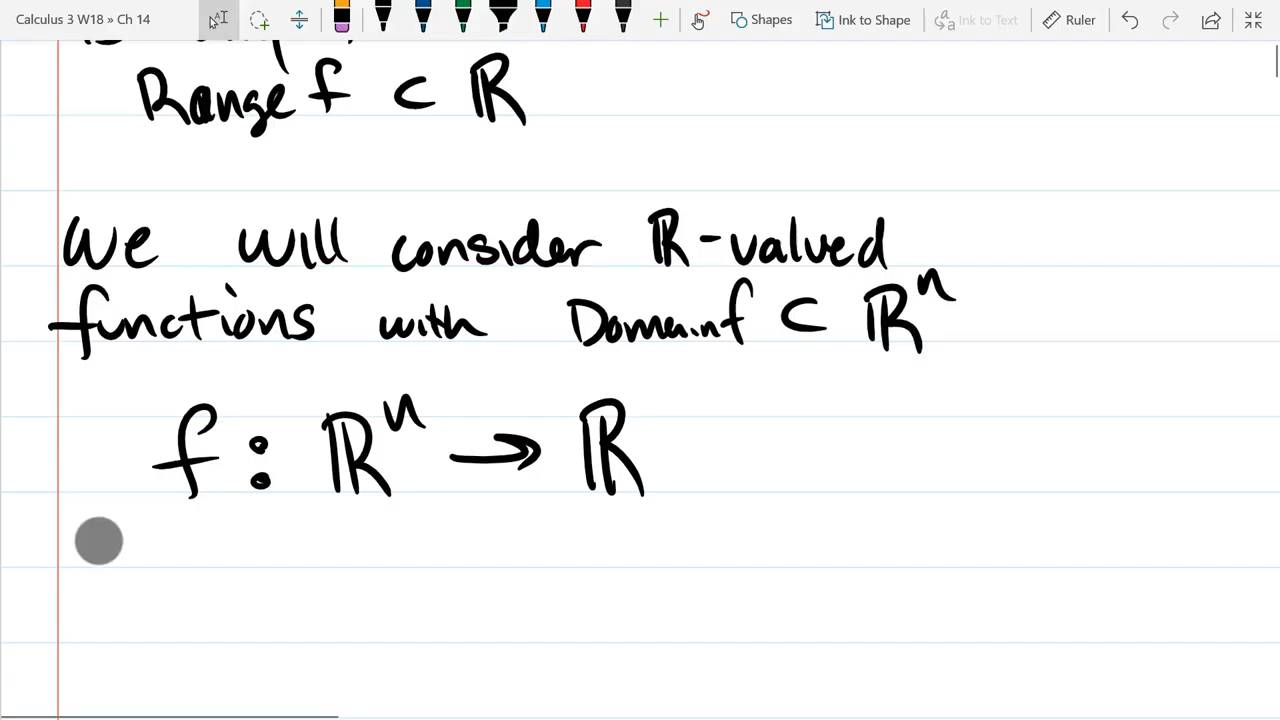 Calculus 3 W18 » Ch 14
Shapes
Ink to Shape
Ink to Text
Ruler
Range f ⊂ ℝ
We will consider ℝ-valued
functions with Domain f ⊂ ℝⁿ
f : ℝⁿ → ℝ